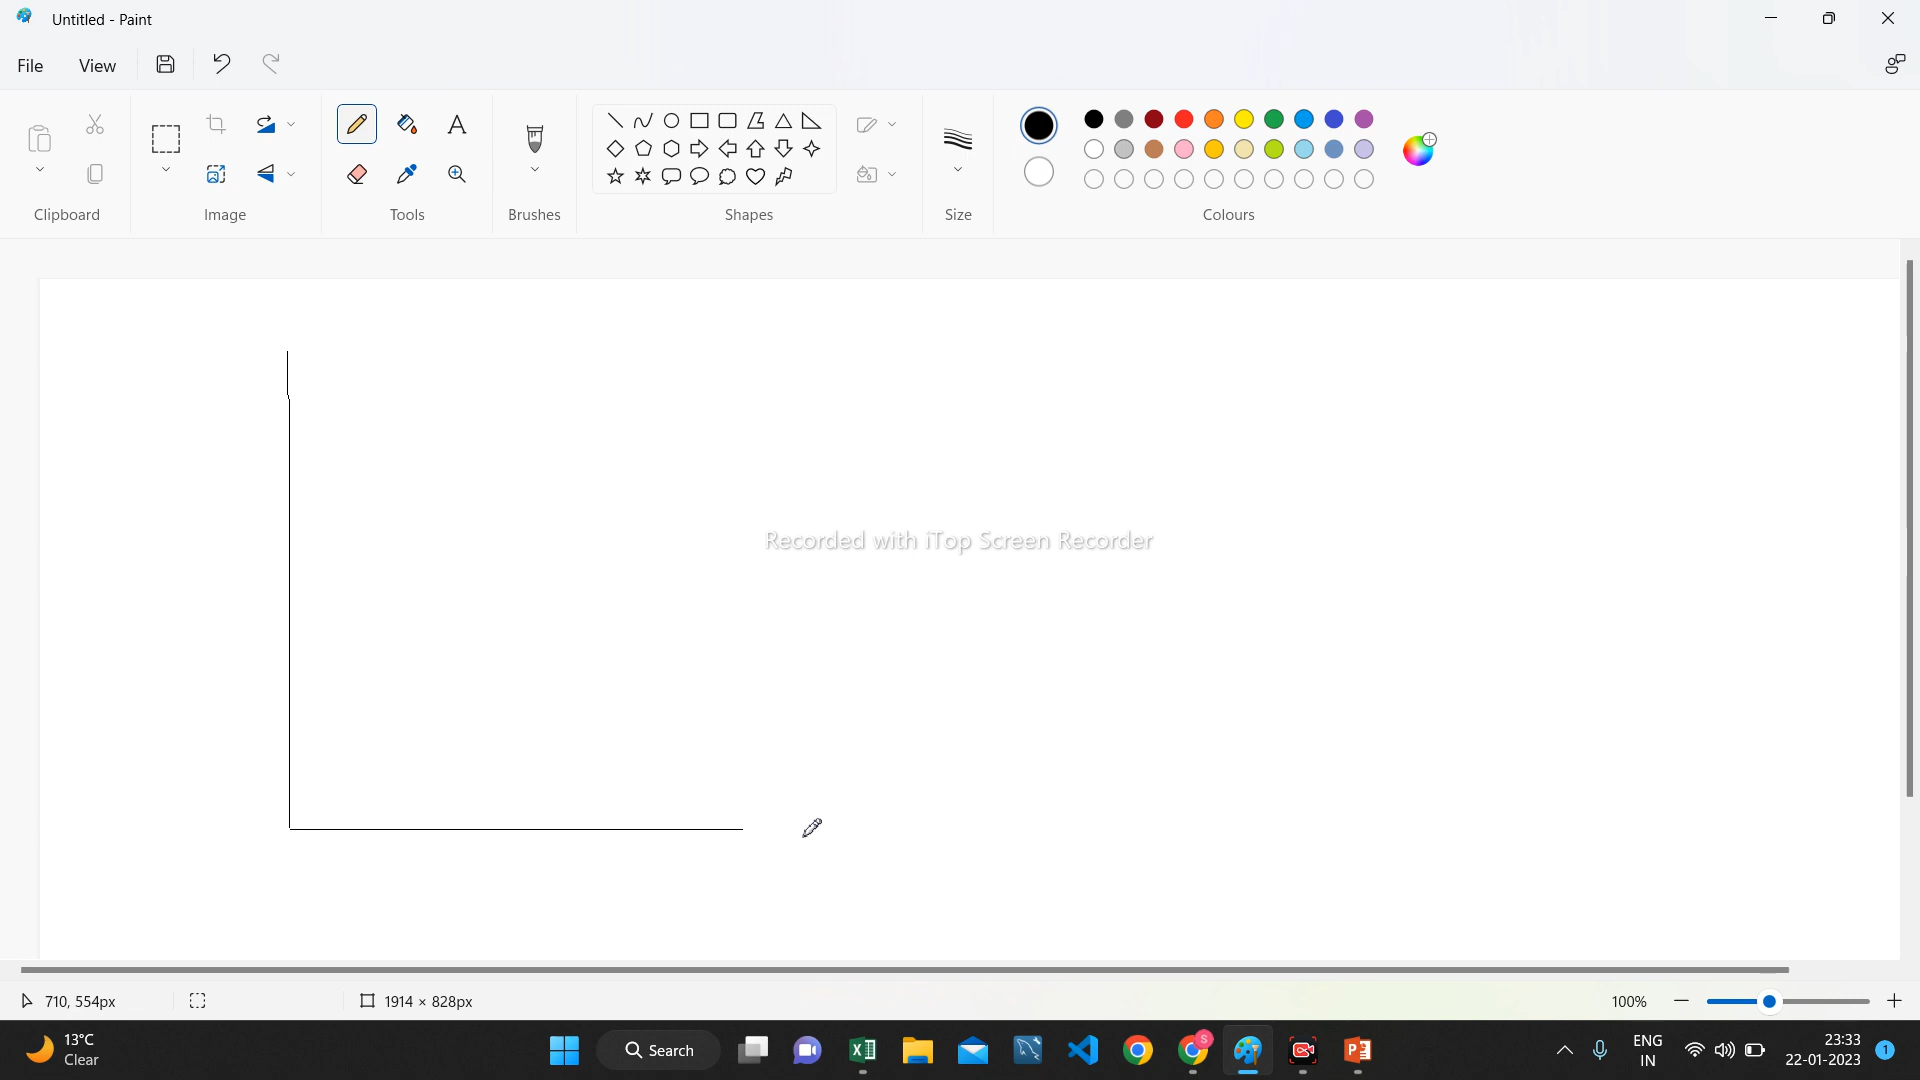 Untitled - Paint
File View
Clipboard Image Tools Brushes Shapes Size Colours
Recorded with iTop Screen Recorder
710, 554px 1914 × 828px 100%
13°C
Clear
Search
ENG
IN
23:33
22-01-2023
1
S